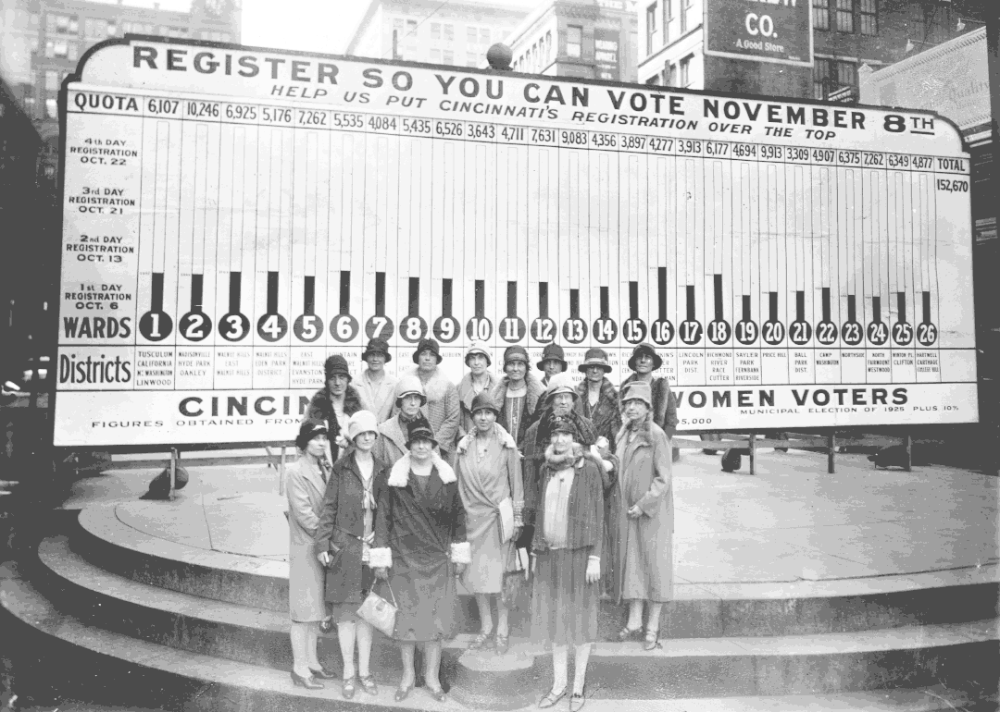 CO.
A Good Store
Quality
REGISTER SO YOU CAN VOTE NOVEMBER 8TH
HELP US PUT CINCINNATI'S REGISTRATION OVER THE TOP
QUOTA 6,107 10,246 6,925 5,176 7,262 5,535 4,084 5,435 6,526 3,643 4,711 7,631 9,083 4,356 3,897 4,277 3,913 6,177 4,694 9,913 3,309 4,907 6,375 7,262 6,349 4,877 TOTAL
152,670
4th DAY
REGISTRATION
OCT. 22
3rd DAY
REGISTRATION
OCT. 21
2nd DAY
REGISTRATION
OCT. 13
1st DAY
REGISTRATION
OCT. 6
WARDS 1 2 3 4 5 6 7 8 9 10 11 12 13 14 15 16 17 18 19 20 21 22 23 24 25 26
Districts
TUSCULUM
CALIFORNIA
MT. WASHINGTON
LINWOOD
MADISONVILLE
HYDE PARK
OAKLEY
WALNUT HILLS
EAST
WALNUT HILLS
WALNUT HILLS
EDEN PARK
DISTRICT
EAST
WALNUT HILLS
EVANSTON
HYDE PARK
LINCOLN
PARK
DIST.
RICHMOND
RIVER
RACE
CUTTER
SAYLER
PARK
FERNBANK
RIVERSIDE
PRICE HILL
BALL
PARK
DIST.
CAMP
WASHINGTON
NORTHSIDE
NORTH
FAIRMOUNT
WESTWOOD
WINTON PL.
CLIFTON
HARTWELL
CARTHAGE
COLLEGE HILL
CINCIN WOMEN VOTERS
FIGURES OBTAINED FROM MUNICIPAL ELECTION OF 1925 PLUS 10%
5,000